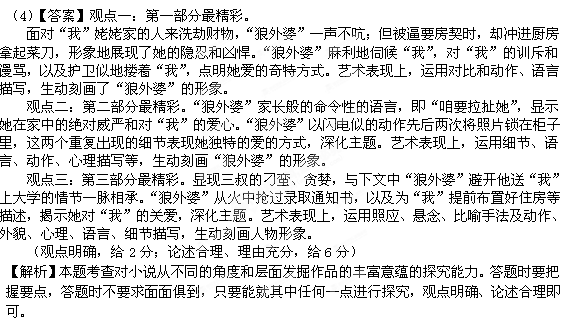 (4)【答案】观点一：第一部分最精彩。
面对“我”姥姥家的人来洗劫财物，“狼外婆”一声不吭；但被逼要房契时，却冲进厨房
拿起菜刀，形象地展现了她的隐忍和凶悍。“狼外婆”麻利地伺候“我”，对“我”的训斥和
谩骂，以及护卫似地搂着“我”，点明她爱的奇特方式。艺术表现上，运用对比和动作、语言
描写，生动刻画了“狼外婆”的形象。
观点二：第二部分最精彩。“狼外婆”家长般的命令性的语言，即“咱要拉扯她”，显示
她在家中的绝对威严和对“我”的爱心。“狼外婆”以闪电似的动作先后两次将照片锁在柜子
里，这两个重复出现的细节表现她独特的爱的方式，深化主题。艺术表现上，运用细节、语
言、动作、心理描写等，生动刻画“狼外婆”的形象。
观点三：第三部分最精彩。显现三叔的刁蛮、贪婪，与下文中“狼外婆”避开他送“我”
上大学的情节一脉相承。“狼外婆”从火中抢过录取通知书，以及为“我”提前布置好住房等
描述，揭示她对“我”的关爱，深化主题。艺术表现上，运用照应、悬念、比喻手法及动作、
外貌、心理、语言、细节描写，生动刻画人物形象。
（观点明确，给 2 分；论述合理、理由充分，给 6 分）
【解析】本题考查对小说从不同的角度和层面发掘作品的丰富意蕴的探究能力。答题时要把
握要点，答题时不要求面面俱到，只要能就其中任何一点进行探究，观点明确、论述合理即
可。